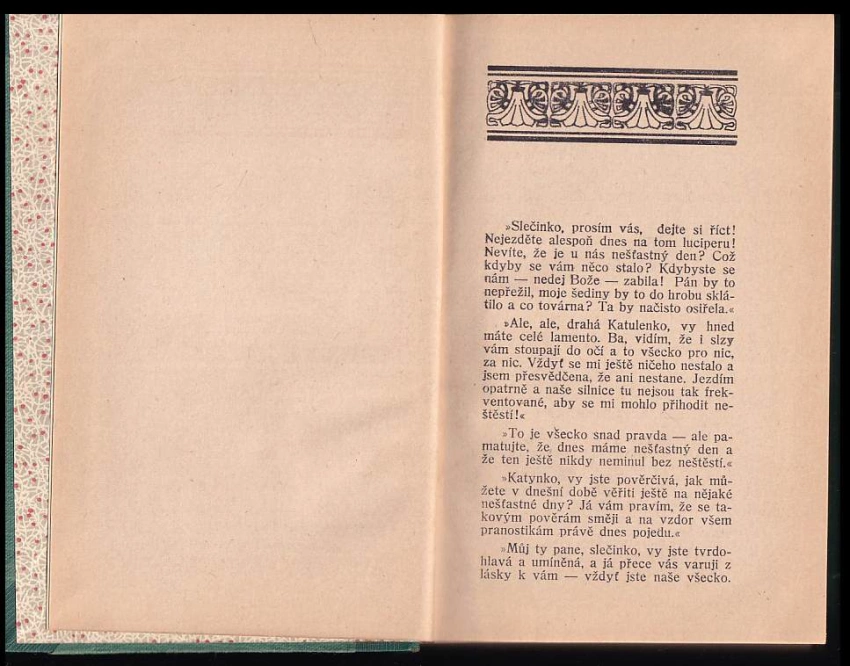 »Slečinko, prosím vás, dejte si říct!
Nejezděte alespoň dnes na tom luciperu!
Nevíte, že je u nás nešťastný den? Což
kdyby se vám něco stalo? Kdybyste se
nám — nedej Bože — zabila! Pán by to
nepřežil, moje šediny by to do hrobu sklá-
tilo a co továrna? Ta by načisto osiřela.«
»Ale, ale, drahá Katulenko, vy hned
máte celé lamento. Ba, vidím, že i slzy
vám stoupají do očí a to všecko pro nic,
za nic. Vždyť se mi ještě ničeho nestalo a
jsem přesvědčena, že ani nestane. Jezdím
opatrně a naše silnice tu nejsou tak frek-
ventované, aby se mi mohlo přihodit ne-
štěstí!«
»To je všecko snad pravda — ale pa-
matujte, že dnes máme nešťastný den a
že ten ještě nikdy neminul bez neštěstí.«
»Katynko, vy jste pověrčivá, jak mů-
žete v dnešní době věřiti ještě na nějaké
nešťastné dny? Já vám pravím, že se ta-
kovým pověrám směji a na vzdor všem
pranostikám právě dnes pojedu.«
»Můj ty pane, slečinko, vy jste tvrdo-
hlavá a umíněná, a já přece vás varuji z
lásky k vám — vždyť jste naše všecko.